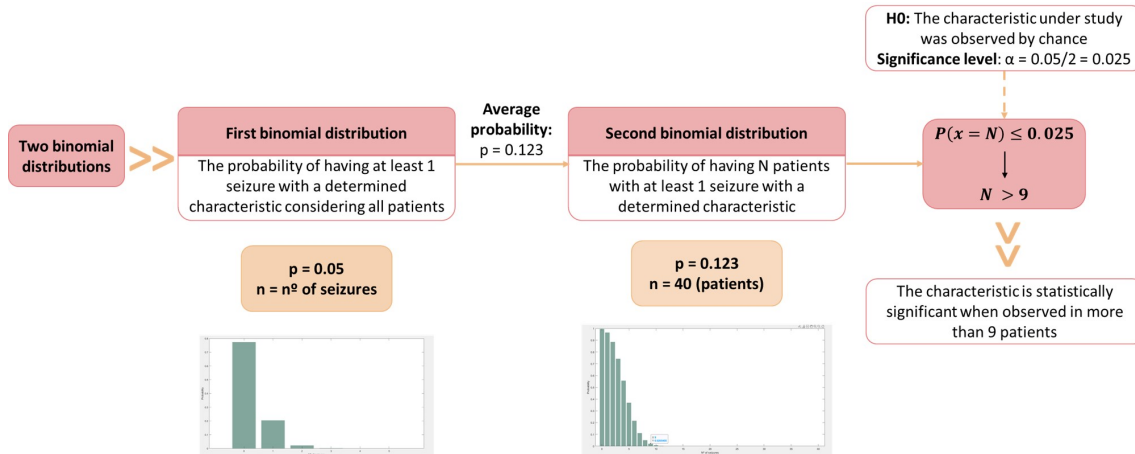 H0: The characteristic under study
was observed by chance
Significance level: α = 0.05/2 = 0.025
Two binomial
distributions
First binomial distribution
The probability of having at least 1
seizure with a determined
characteristic considering all patients
Average
probability:
p = 0.123
Second binomial distribution
The probability of having N patients
with at least 1 seizure with a
determined characteristic
P(x = N) ≤ 0.025
N > 9
p = 0.05
n = nº of seizures
p = 0.123
n = 40 (patients)
The characteristic is statistically
significant when observed in more
than 9 patients
Probability
Probability